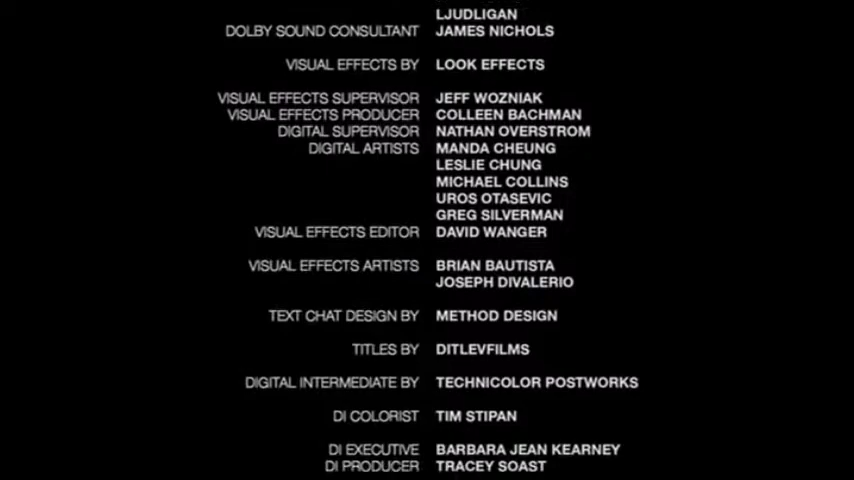 LJUDLIGAN
DOLBY SOUND CONSULTANT JAMES NICHOLS
VISUAL EFFECTS BY LOOK EFFECTS
VISUAL EFFECTS SUPERVISOR JEFF WOZNIAK
VISUAL EFFECTS PRODUCER COLLEEN BACHMAN
DIGITAL SUPERVISOR NATHAN OVERSTROM
DIGITAL ARTISTS MANDA CHEUNG
LESLIE CHUNG
MICHAEL COLLINS
UROS OTASEVIC
GREG SILVERMAN
VISUAL EFFECTS EDITOR DAVID WANGER
VISUAL EFFECTS ARTISTS BRIAN BAUTISTA
JOSEPH DIVALERIO
TEXT CHAT DESIGN BY METHOD DESIGN
TITLES BY DITLEVFILMS
DIGITAL INTERMEDIATE BY TECHNICOLOR POSTWORKS
DI COLORIST TIM STIPAN
DI EXECUTIVE BARBARA JEAN KEARNEY
DI PRODUCER TRACEY SOAST